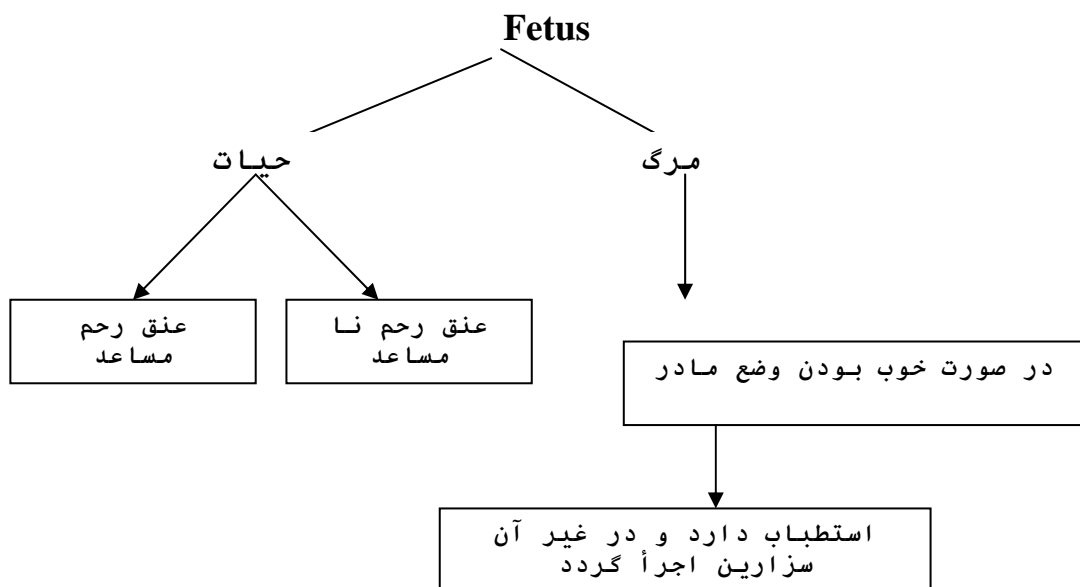 Fetus
مرگ
حیات
عنق رحم نا
مساعد
عنق رحم
مساعد
در صورت خوب بودن وضع مادر
استطباب دارد و در غیر آن
سزارین اجرأ گردد